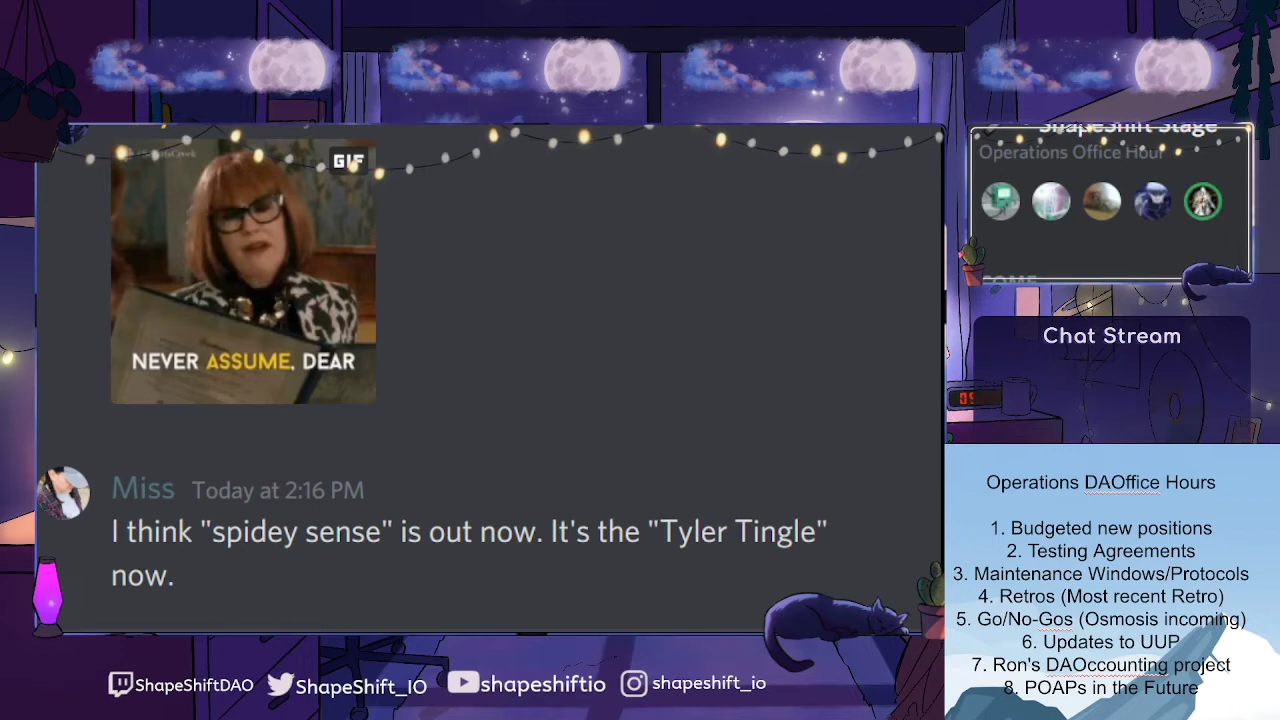 GIF
NEVER ASSUME, DEAR
Miss Today at 2:16 PM
I think "spidey sense" is out now. It's the "Tyler Tingle"
now.
ShapeShift Stage
Operations Office Hour
Chat Stream
Operations DAOffice Hours
1. Budgeted new positions
2. Testing Agreements
3. Maintenance Windows/Protocols
4. Retros (Most recent Retro)
5. Go/No-Gos (Osmosis incoming)
6. Updates to UUP
7. Ron's DAOccounting project
8. POAPs in the Future
ShapeShiftDAO ShapeShift_IO shapeshiftio shapeshift_io